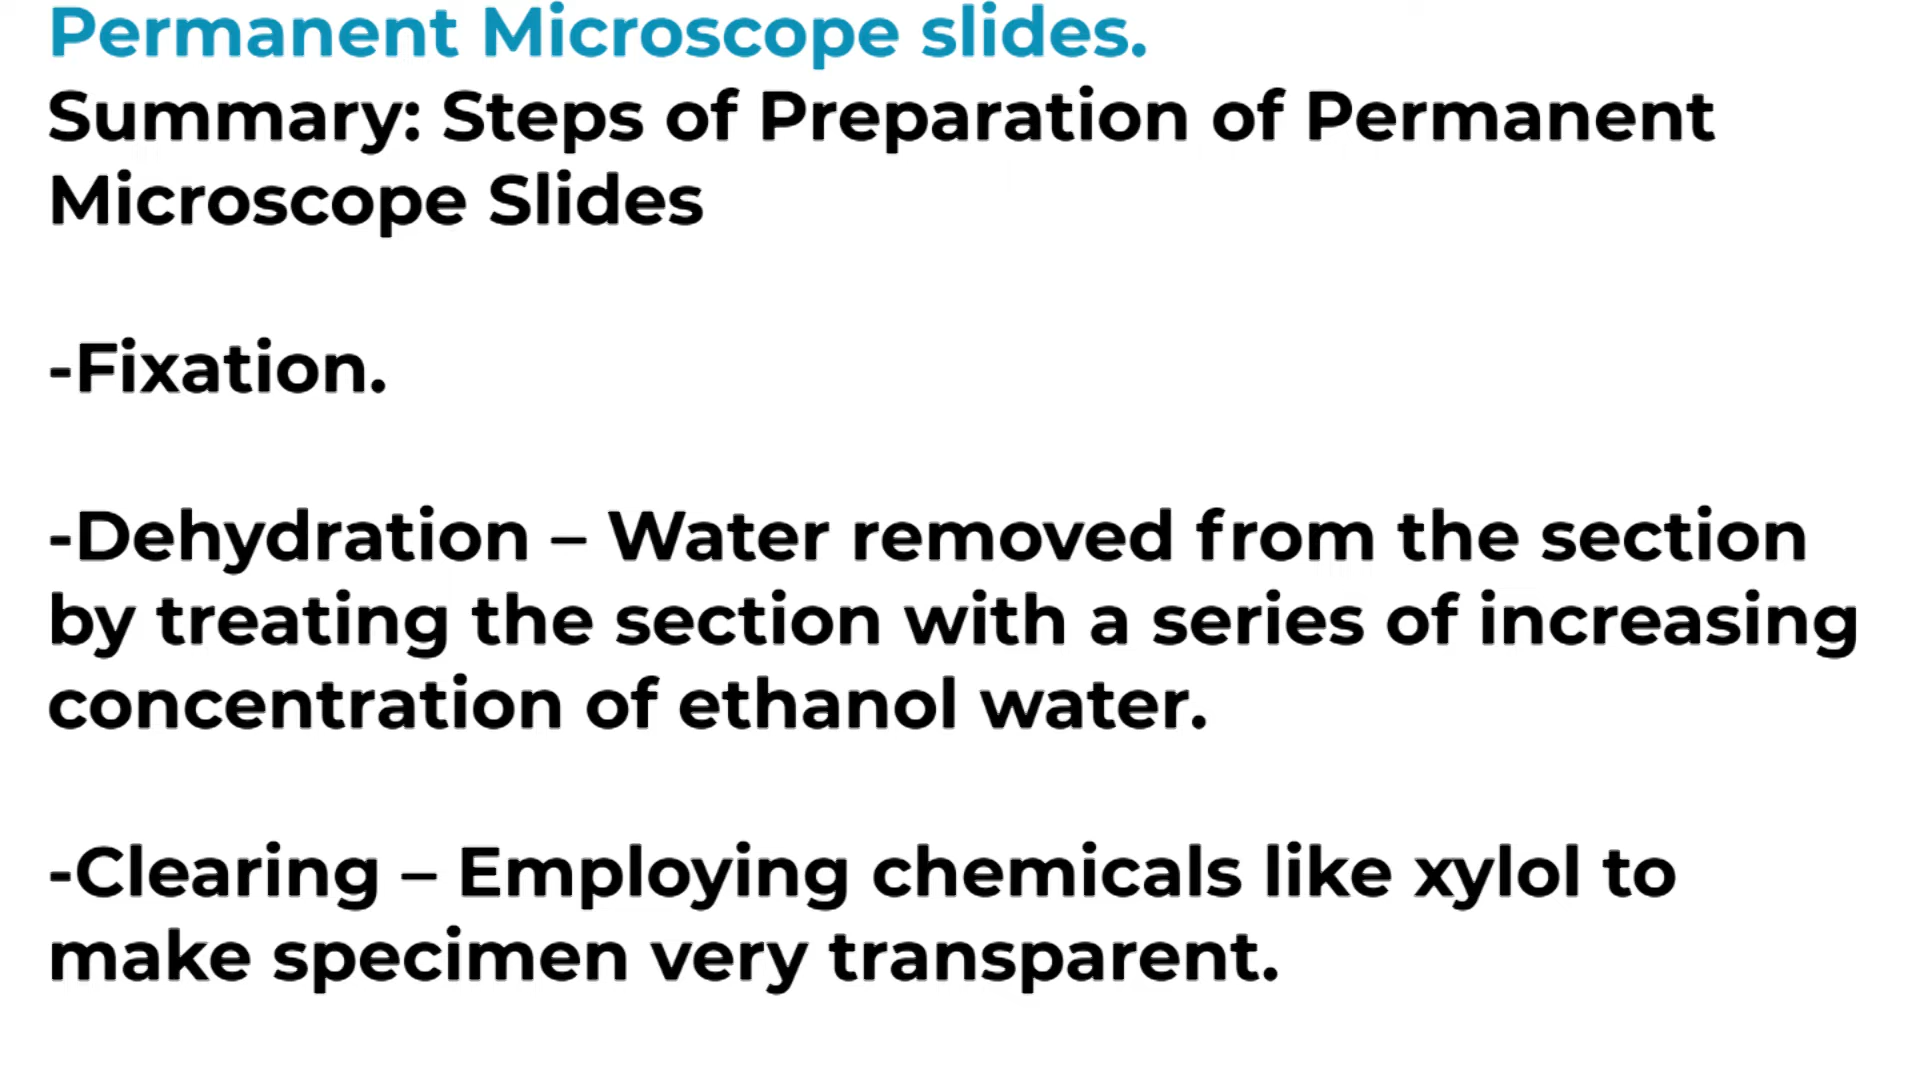 Permanent Microscope slides.
Summary: Steps of Preparation of Permanent
Microscope Slides
-Fixation.
-Dehydration – Water removed from the section
by treating the section with a series of increasing
concentration of ethanol water.
-Clearing – Employing chemicals like xylol to
make specimen very transparent.